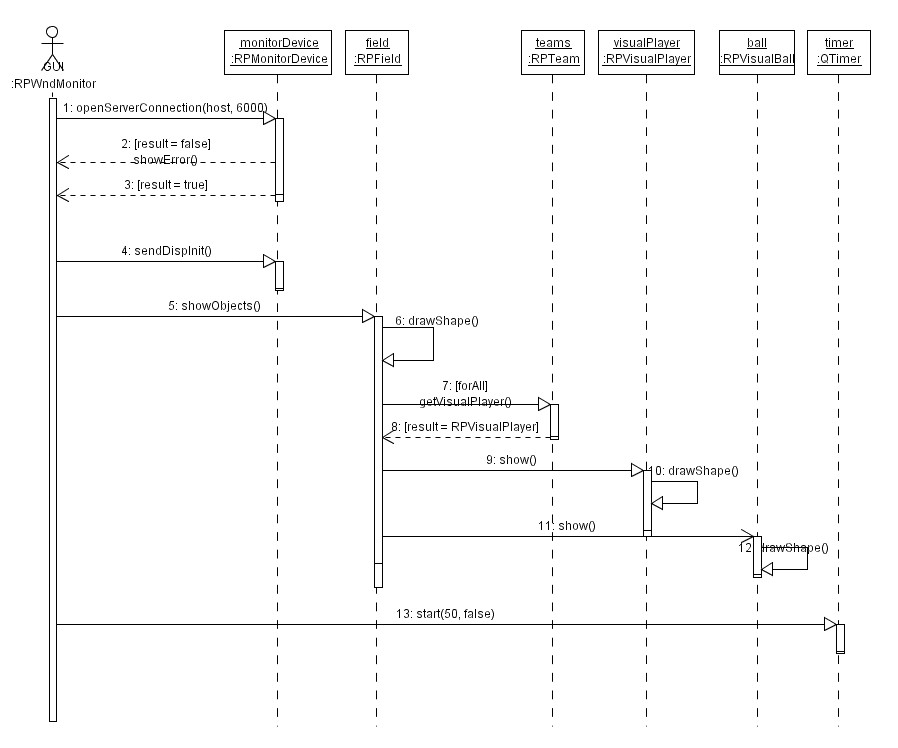 monitorDevice
:RPMonitorDevice
field
:RPField
teams
:RPTeam
visualPlayer
:RPVisualPlayer
ball
:RPVisualBall
timer
:QTimer
GUI
:RPWndMonitor
1: openServerConnection(host, 6000)
2: [result = false]
showError()
3: [result = true]
4: sendDispInit()
5: showObjects()
6: drawShape()
7: [forAll]
getVisualPlayer()
8: [result = RPVisualPlayer]
9: show()
10: drawShape()
11: show()
12: drawShape()
13: start(50, false)